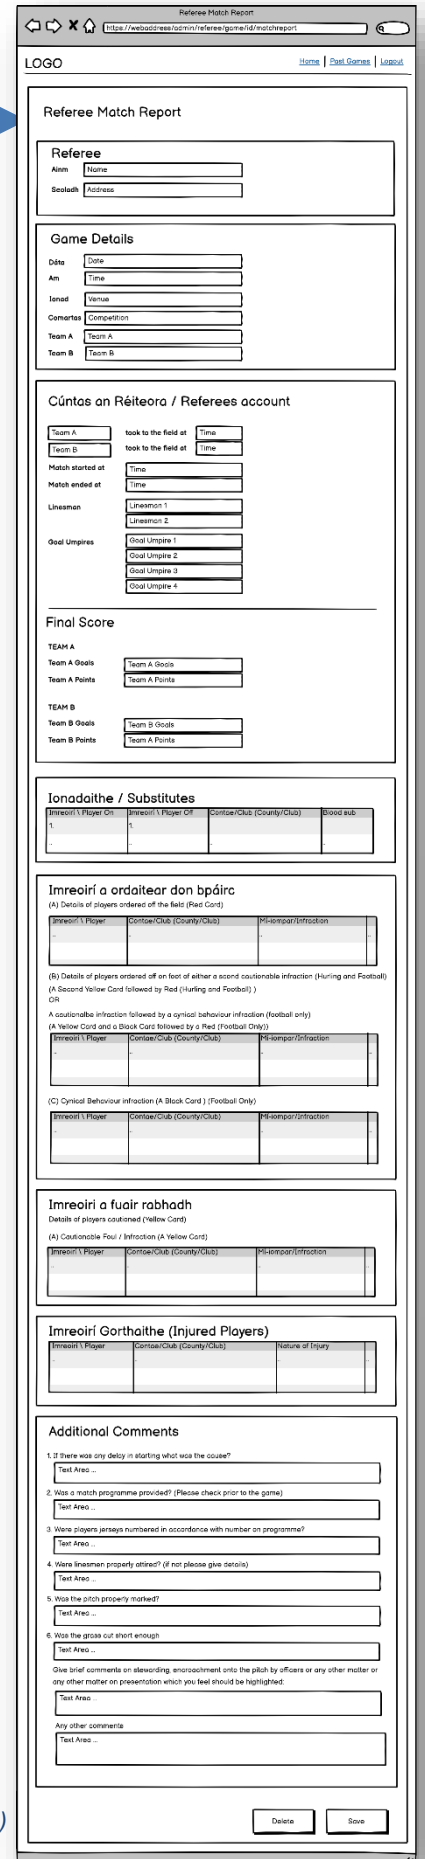 Referee Match Report
https://webaddress/admin/referee/game/id/matchreport
LOGO
Home | Past Games | Logout
Referee Match Report
Referee
Ainm Name
Seoladh Address
Game Details
Dáta Date
Am Time
Ionad Venue
Comortas Competition
Team A Team A
Team B Team B
Cúntas an Réiteora / Referees account
Team A took to the field at Time
Team B took to the field at Time
Match started at Time
Match ended at Time
Linesman Linesman 1
Linesman 2
Goal Umpires Goal Umpire 1
Goal Umpire 2
Goal Umpire 3
Goal Umpire 4
Final Score
TEAM A
Team A Goals Team A Goals
Team A Points Team A Points
TEAM B
Team B Goals Team B Goals
Team B Points Team A Points
Ionadaithe / Substitutes
Imreoirí \ Player On Imreoirí \ Player Off Contae/Club (County/Club) Blood sub
1. 1.
Imreoirí a ordaitear don bpáirc
(A) Details of players ordered off the field (Red Card)
Imreoirí \ Player Contae/Club (County/Club) Mí-iompar/Infraction
(B) Details of players ordered off on foot of either a scond cautionable infraction (Hurling and Football)
(A Second Yellow Card followed by Red (Hurling and Football) )
OR
A cautionalbe infraction followed by a cynical behaviour infraction (football only)
(A Yellow Card and a Black Card followed by a Red (Football Only))
Imreoirí \ Player Contae/Club (County/Club) Mí-iompar/Infraction
(C) Cynical Behaviour infraction (A Black Card ) (Football Only)
Imreoirí \ Player Contae/Club (County/Club) Mí-iompar/Infraction
Imreoiri a fuair rabhadh
Details of players cautioned (Yellow Card)
(A) Cautionable Foul / Infraction (A Yellow Card)
Imreoirí \ Player Contae/Club (County/Club) Mí-iompar/Infraction
Imreoirí Gorthaithe (Injured Players)
Imreoirí \ Player Contae/Club (County/Club) Nature of Injury
Additional Comments
1. If there was any delay in starting what was the cause?
Text Area ...
2. Was a match programme provided? (Please check prior to the game)
Text Area ...
3. Were players jerseys numbered in accordance with number on programme?
Text Area ...
4. Were linesmen properly attired? (if not please give details)
Text Area ...
5. Was the pitch properly marked?
Text Area ...
6. Was the grass cut short enough
Text Area ...
Give brief comments on stewarding, encroachment onto the pitch by officers or any other matter or
any other matter on presentation which you feel should be highlighted:
Text Area ...
Any other comments
Text Area ...
)
Delete Save